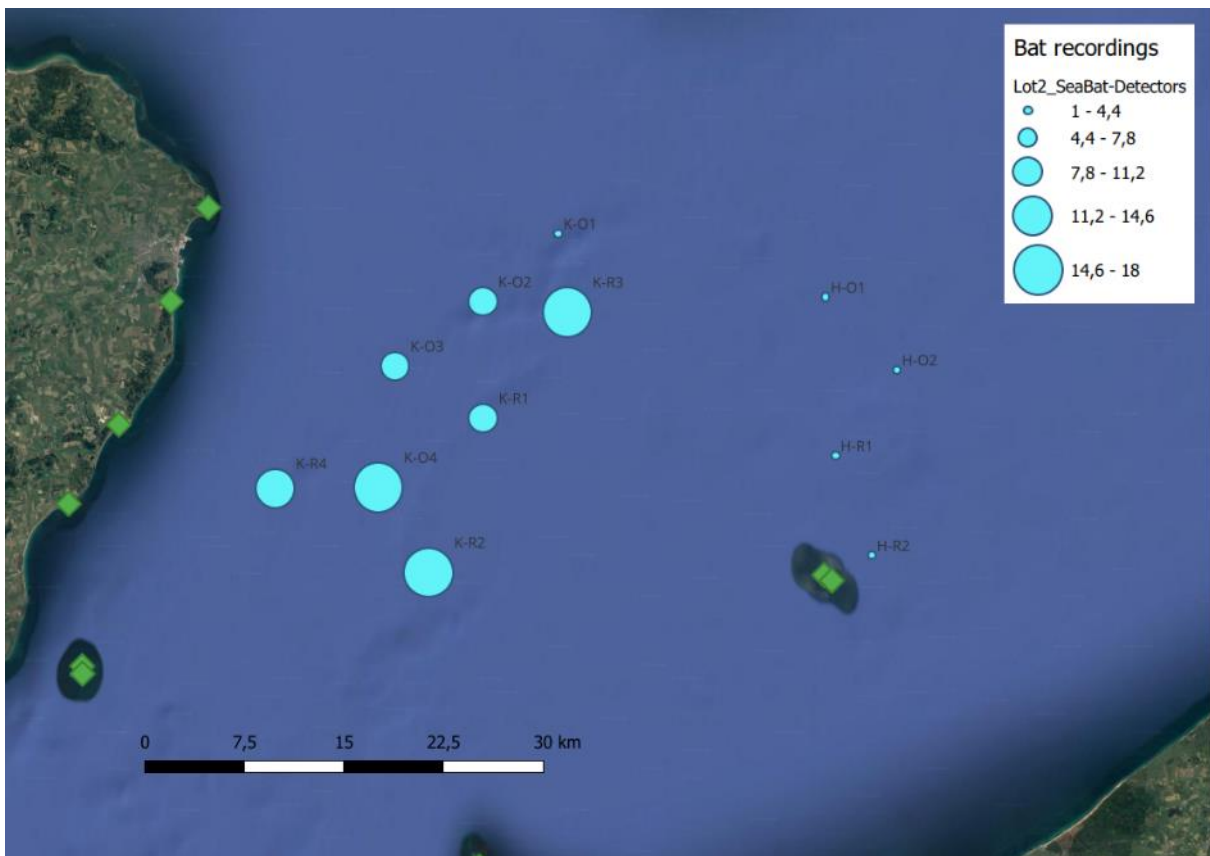 Bat recordings
Lot2_SeaBat-Detectors
1 - 4,4
4,4 - 7,8
7,8 - 11,2
11,2 - 14,6
14,6 - 18
K-O1
K-O2
K-R3
H-O1
K-O3
H-O2
K-R1
H-R1
K-R4
K-O4
K-R2
H-R2
0 7,5 15 22,5 30 km